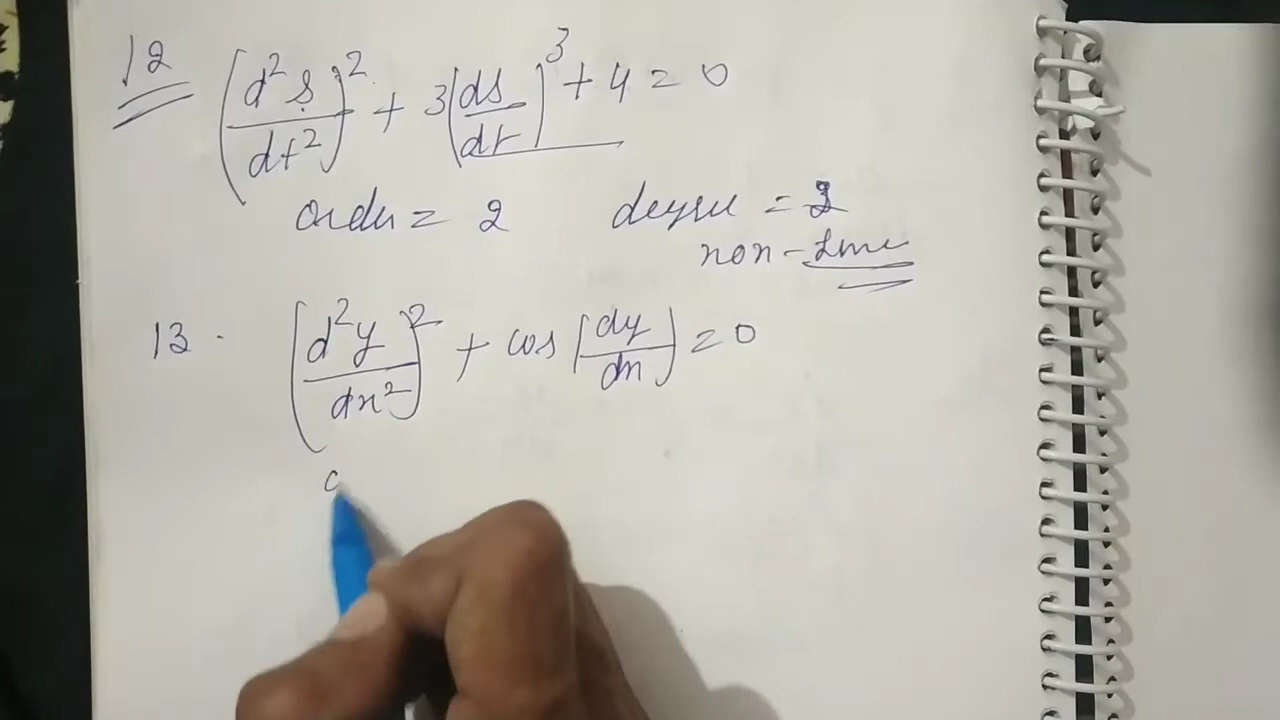 12 (d²s/dt²)² + 3(ds/dt)³ + 4 = 0
order = 2 degree = 2
non-line
13. (d²y/dx²)² + cos(dy/dx) = 0